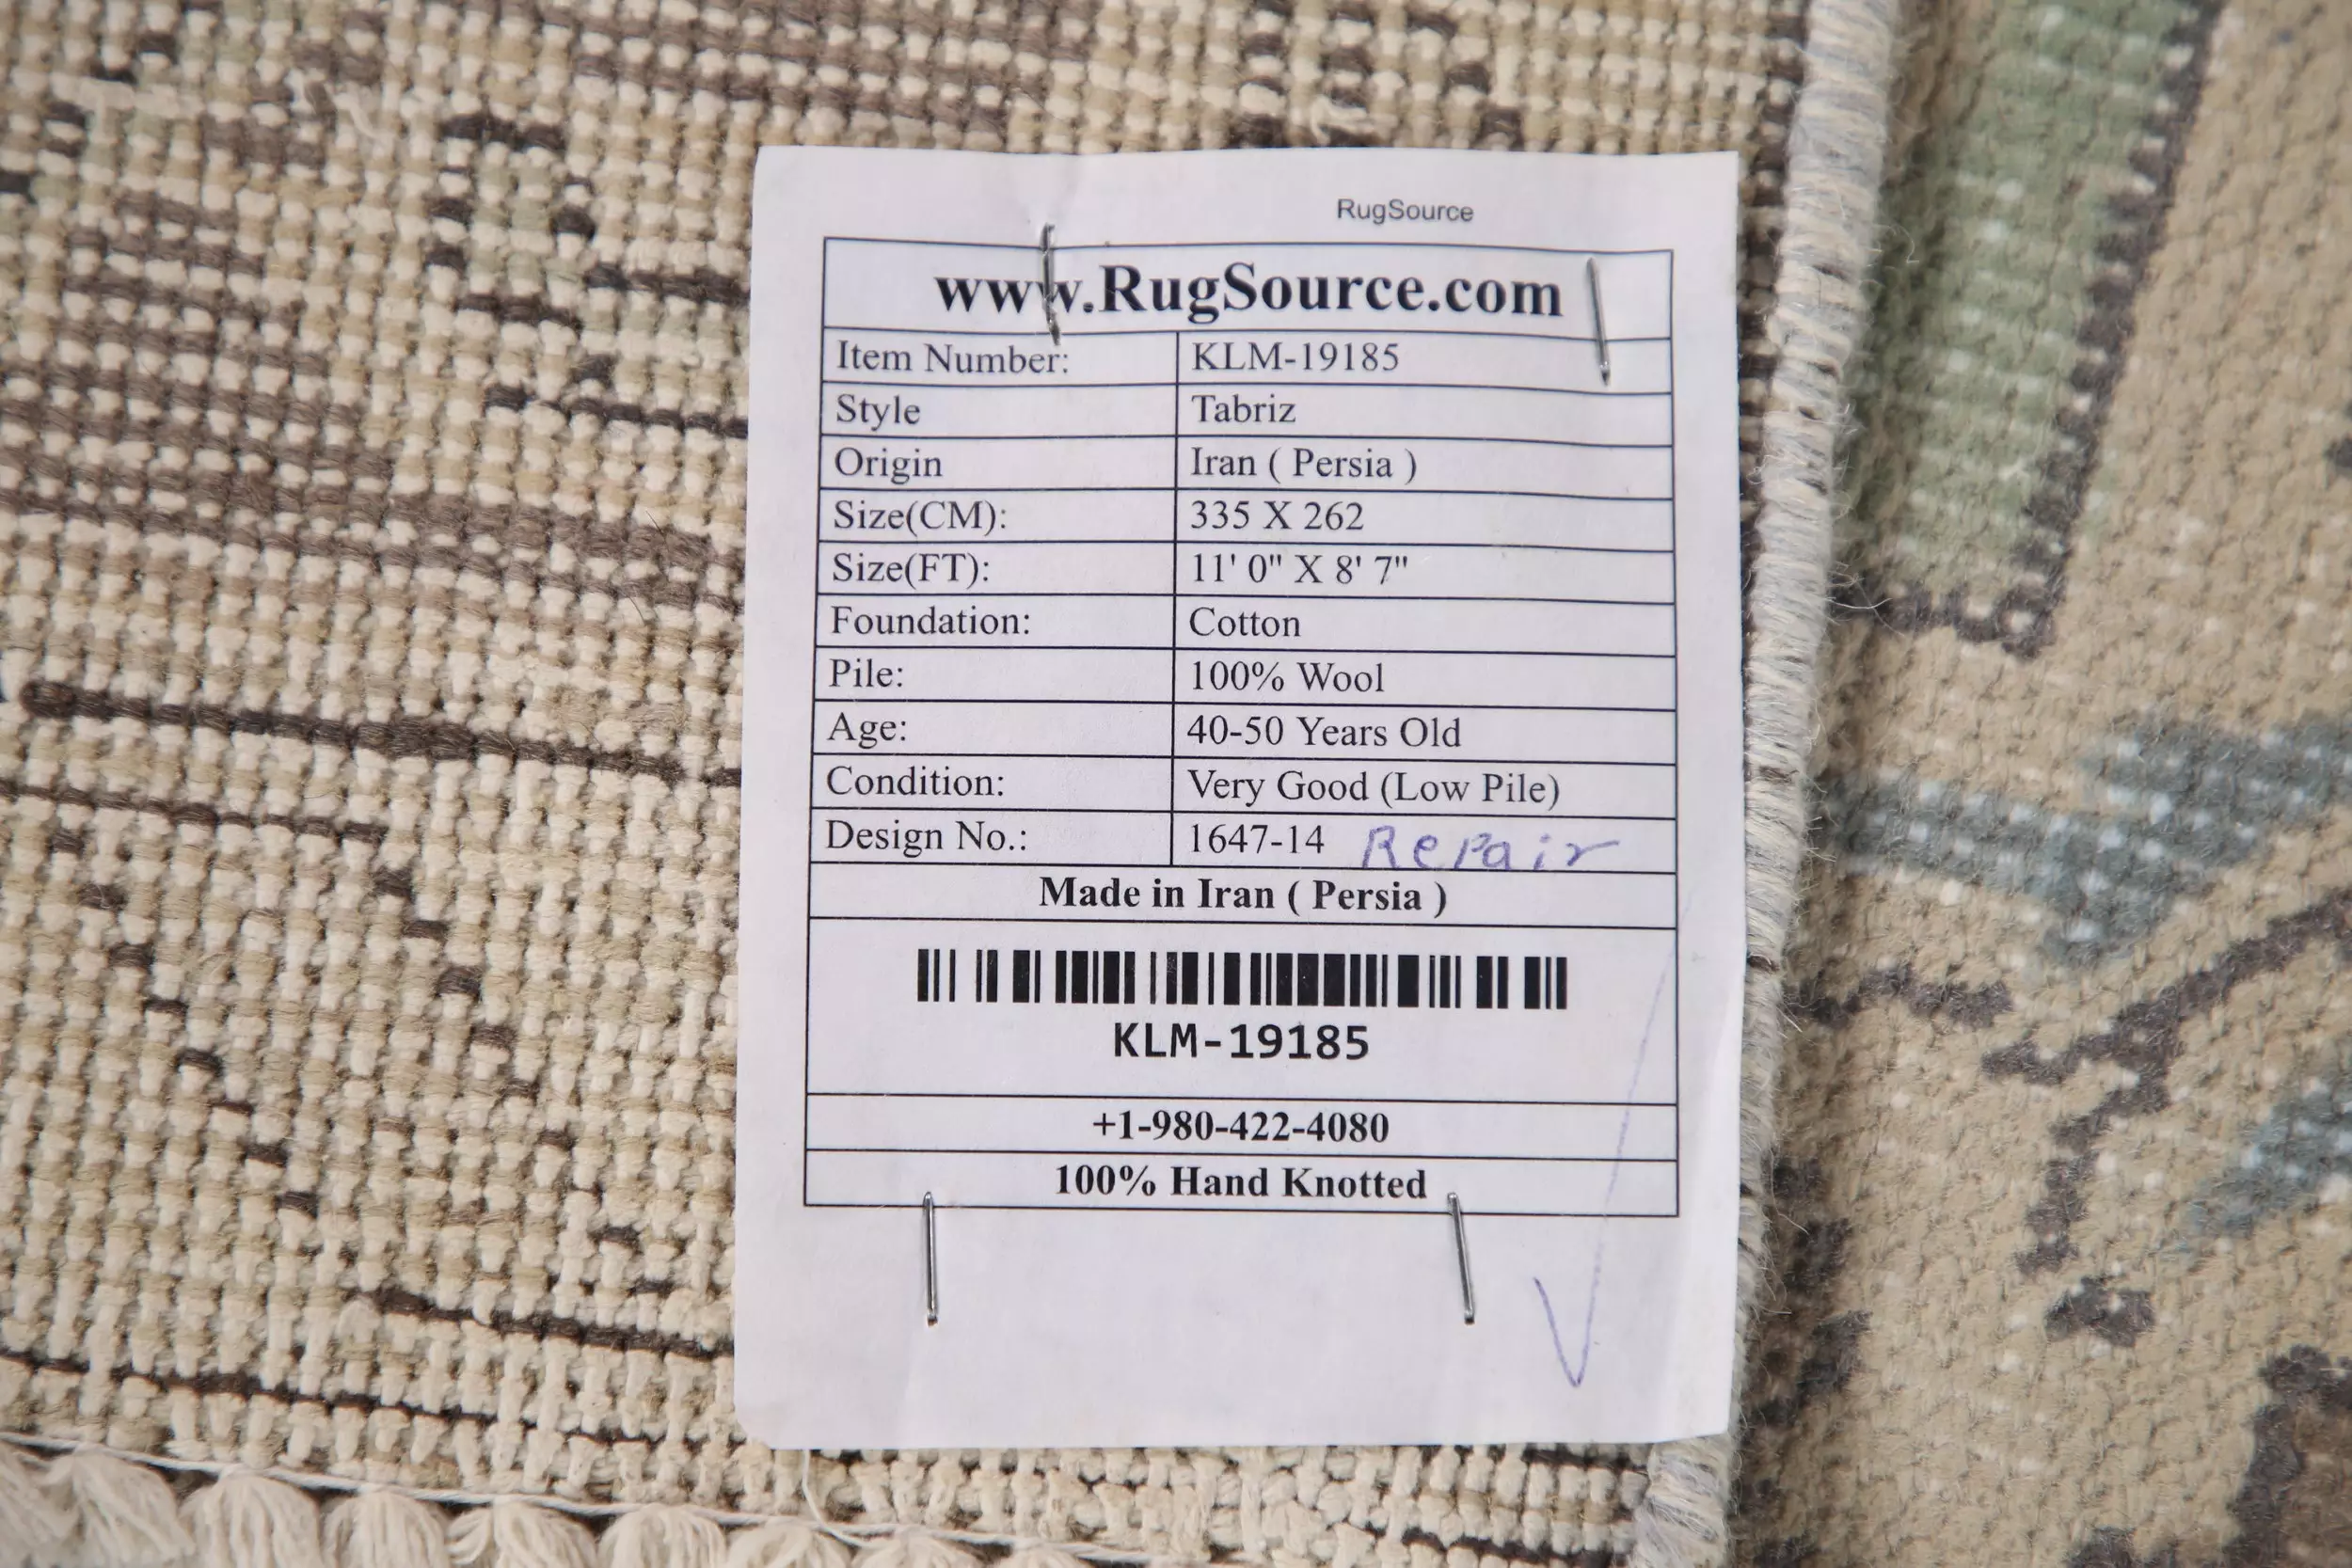 RugSource
www.RugSource.com
Item Number: KLM-19185
Style Tabriz
Origin Iran ( Persia )
Size(CM): 335 X 262
Size(FT): 11' 0" X 8' 7"
Foundation: Cotton
Pile: 100% Wool
Age: 40-50 Years Old
Condition: Very Good (Low Pile)
Design No.: 1647-14 Repair
Made in Iran ( Persia )
KLM-19185
+1-980-422-4080
100% Hand Knotted